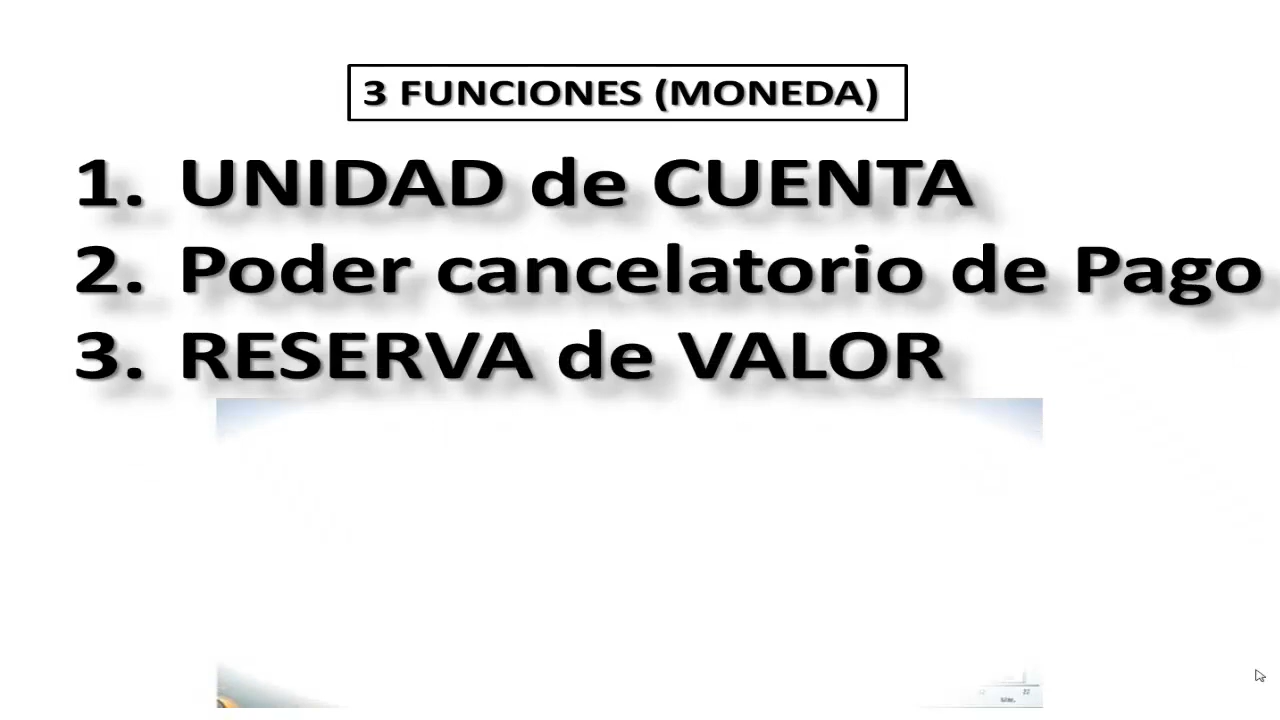 3 FUNCIONES (MONEDA)
1. UNIDAD de CUENTA
2. Poder cancelatorio de Pago
3. RESERVA de VALOR